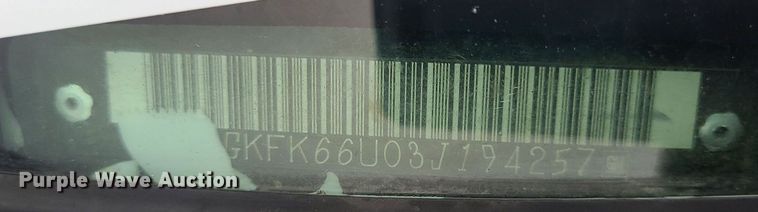 GKFK66U03J194257
Purple Wave Auction